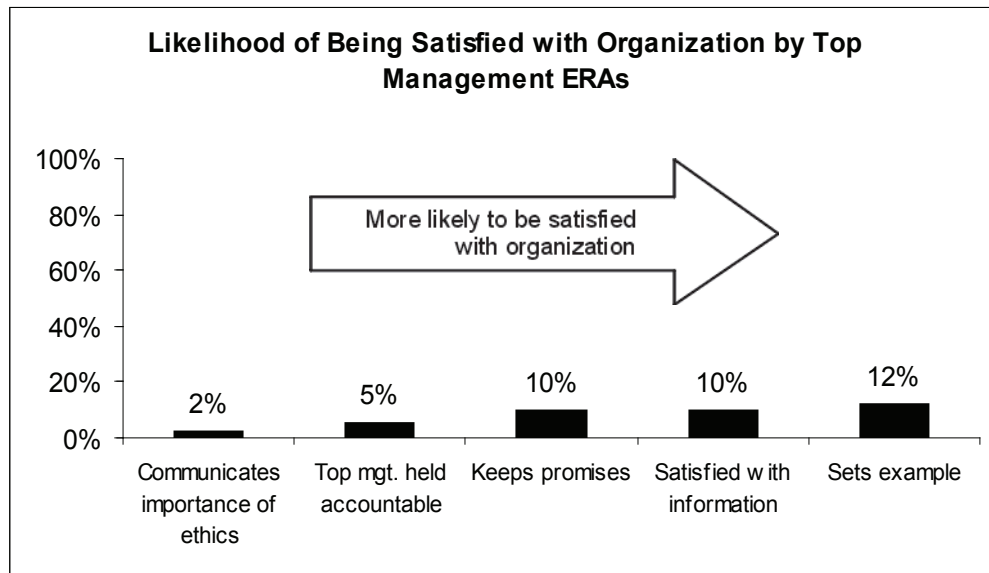 Likelihood of Being Satisfied with Organization by Top
Management ERAs
100%
80%
60%
40%
20%
0%
More likely to be satisfied
with organization
2%
5%
10%
10%
12%
Communicates
importance of
ethics
Top mgt. held
accountable
Keeps promises
Satisfied with
information
Sets example